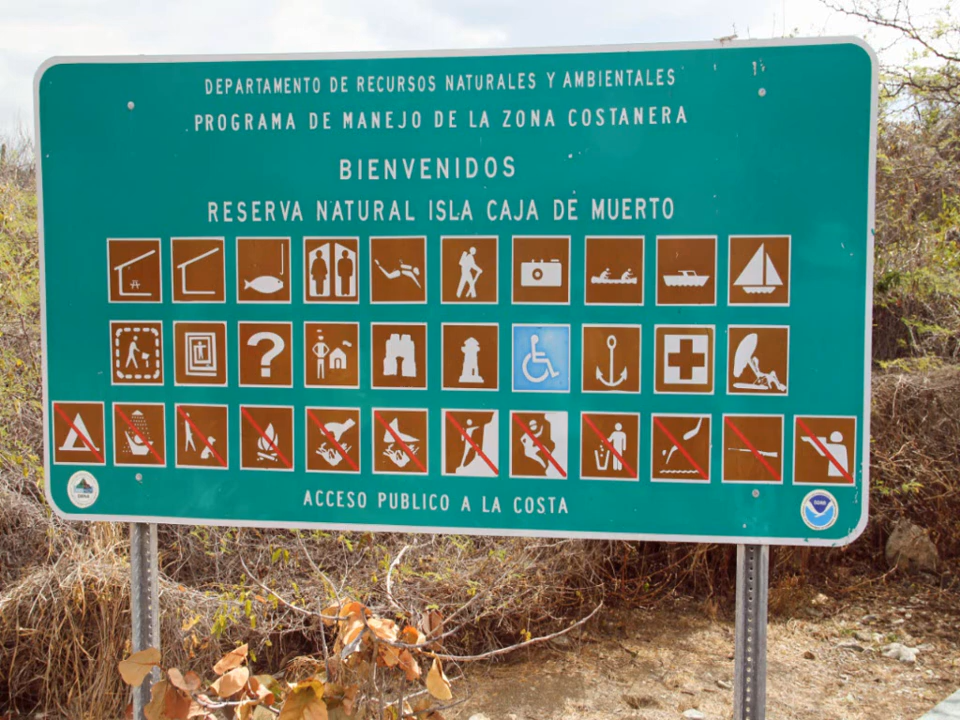 DEPARTAMENTO DE RECURSOS NATURALES Y AMBIENTALES
PROGRAMA DE MANEJO DE LA ZONA COSTANERA
BIENVENIDOS
RESERVA NATURAL ISLA CAJA DE MUERTO
?
ACCESO PUBLICO A LA COSTA